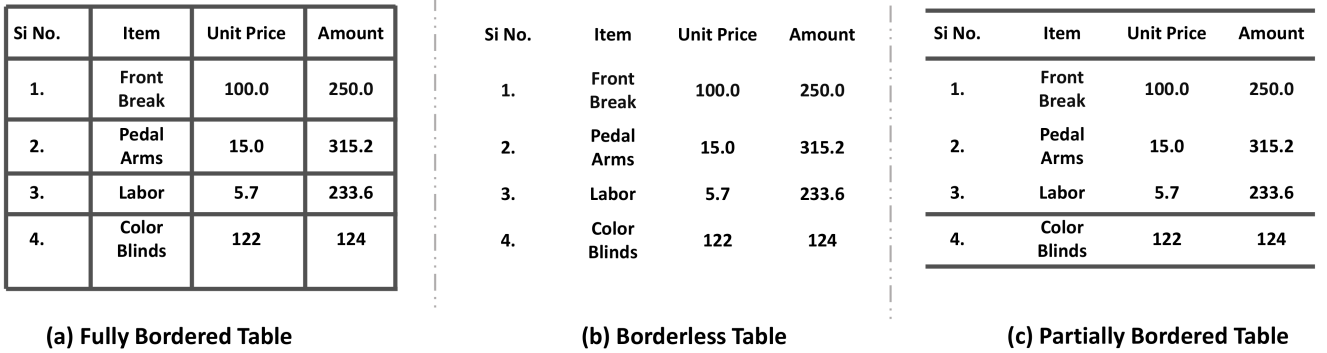 Si No. Item Unit Price Amount
1. Front Break 100.0 250.0
2. Pedal Arms 15.0 315.2
3. Labor 5.7 233.6
4. Color Blinds 122 124
(a) Fully Bordered Table
Si No. Item Unit Price Amount
1. Front Break 100.0 250.0
2. Pedal Arms 15.0 315.2
3. Labor 5.7 233.6
4. Color Blinds 122 124
(b) Borderless Table
Si No. Item Unit Price Amount
1. Front Break 100.0 250.0
2. Pedal Arms 15.0 315.2
3. Labor 5.7 233.6
4. Color Blinds 122 124
(c) Partially Bordered Table